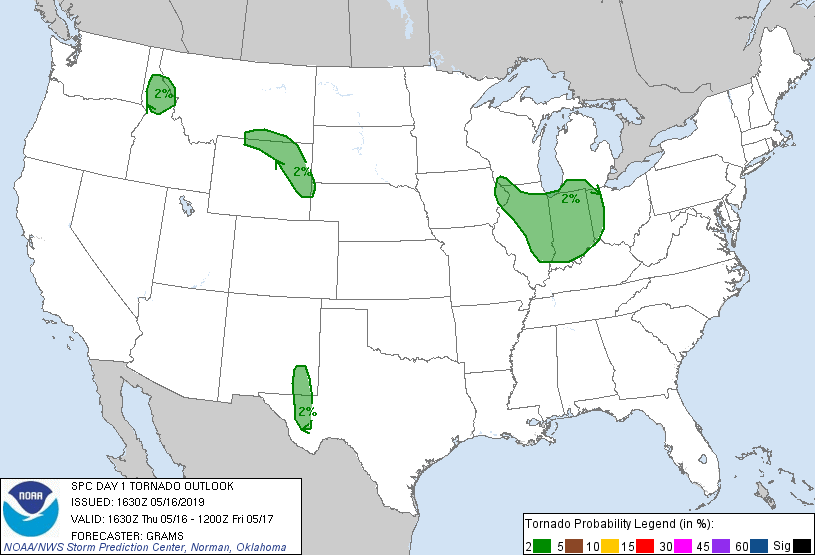 2%
2%
2%
2%
NOAA
SPC DAY 1 TORNADO OUTLOOK
ISSUED: 1630Z 05/16/2019
VALID: 1630Z Thu 05/16 - 1200Z Fri 05/17
FORECASTER: GRAMS
NOAA/NWS Storm Prediction Center, Norman, Oklahoma
Tornado Probability Legend (in %):
2 5 10 15 30 45 60 Sig